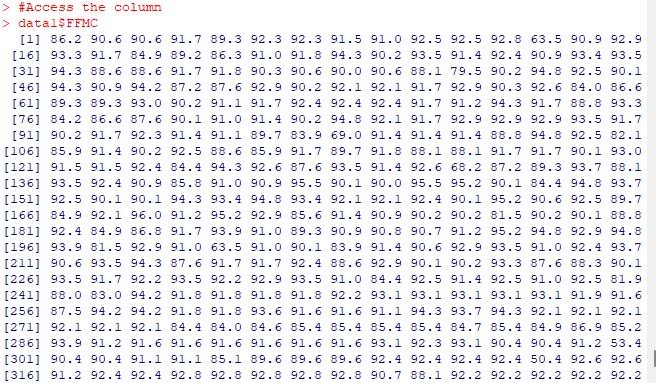 > #Access the column
> data1$FFMC
[1] 86.2 90.6 90.6 91.7 89.3 92.3 92.3 91.5 91.0 92.5 92.5 92.8 63.5 90.9 92.9
[16] 93.3 91.7 84.9 89.2 86.3 91.0 91.8 94.3 90.2 93.5 91.4 92.4 90.9 93.4 93.5
[31] 94.3 88.6 88.6 91.7 91.8 90.3 90.6 90.0 90.6 88.1 79.5 90.2 94.8 92.5 90.1
[46] 94.3 90.9 94.2 87.2 87.6 92.9 90.2 92.1 92.1 91.7 92.9 90.3 92.6 84.0 86.6
[61] 89.3 89.3 93.0 90.2 91.1 91.7 92.4 92.4 92.4 91.7 91.2 94.3 91.7 88.8 93.3
[76] 84.2 86.6 87.6 90.1 91.0 91.4 90.2 94.8 92.1 91.7 92.9 92.9 92.9 93.5 91.7
[91] 90.2 91.7 92.3 91.4 91.1 89.7 83.9 69.0 91.4 91.4 91.4 88.8 94.8 92.5 82.1
[106] 85.9 91.4 90.2 92.5 88.6 85.9 91.7 89.7 91.8 88.1 88.1 91.7 91.7 90.1 93.0
[121] 91.5 91.5 92.4 84.4 94.3 92.6 87.6 93.5 91.4 92.6 68.2 87.2 89.3 93.7 88.1
[136] 93.5 92.4 90.9 85.8 91.0 90.9 95.5 90.1 90.0 95.5 95.2 90.1 84.4 94.8 93.7
[151] 92.5 90.1 90.1 94.3 93.4 94.8 93.4 92.1 92.1 92.4 90.1 95.2 90.6 92.5 89.7
[166] 84.9 92.1 96.0 91.2 95.2 92.9 85.6 91.4 90.9 90.2 90.2 81.5 90.2 90.1 88.8
[181] 92.4 84.9 86.8 91.7 93.9 91.0 89.3 90.9 90.8 90.7 91.2 95.2 94.8 92.9 94.8
[196] 93.9 81.5 92.9 91.0 63.5 91.0 90.1 83.9 91.4 90.6 92.9 93.5 91.0 92.4 93.7
[211] 90.6 93.5 94.3 87.6 91.7 91.7 92.4 88.6 92.9 90.1 90.2 93.3 87.6 88.3 90.1
[226] 93.5 91.7 92.2 93.5 92.2 92.9 93.5 91.0 84.4 92.5 91.4 92.5 91.0 92.5 81.9
[241] 88.0 83.0 94.2 91.8 91.8 91.8 91.8 92.2 93.1 93.1 93.1 93.1 93.1 91.9 91.6
[256] 87.5 94.2 94.2 91.8 91.8 93.6 91.6 91.6 91.1 94.3 93.7 94.3 92.1 92.1 92.1
[271] 92.1 92.1 92.1 84.4 84.0 84.6 85.4 85.4 85.4 85.4 84.7 85.4 84.9 86.9 85.2
[286] 93.9 91.2 91.6 91.6 91.6 91.6 91.6 91.6 93.1 92.3 93.1 90.4 90.4 91.2 53.4
[301] 90.4 90.4 91.1 91.1 85.1 89.6 89.6 89.6 92.4 92.4 92.4 92.4 50.4 92.6 92.6
[316] 91.2 92.4 92.4 92.8 92.8 92.8 92.8 92.8 90.7 88.1 92.2 92.2 92.2 92.2 92.2